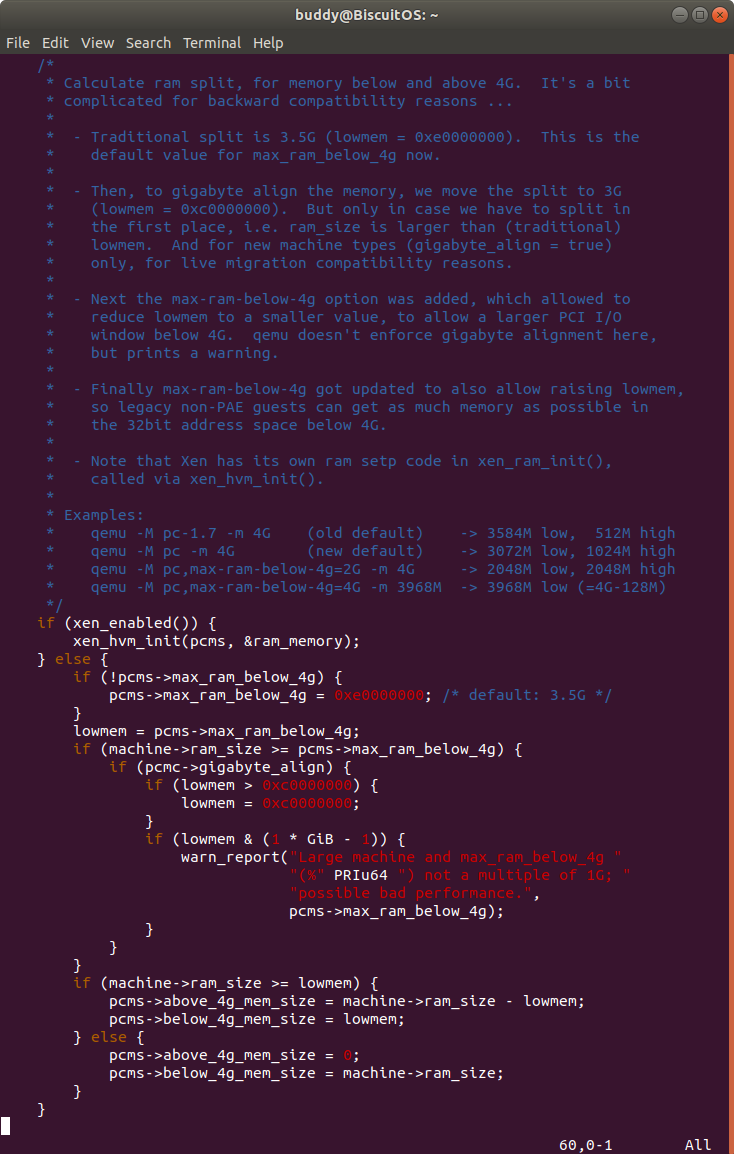 buddy@BiscuitOS: ~
File Edit View Search Terminal Help
/*
 * Calculate ram split, for memory below and above 4G.  It's a bit
 * complicated for backward compatibility reasons ...
 *
 *  - Traditional split is 3.5G (lowmem = 0xe0000000).  This is the
 *    default value for max_ram_below_4g now.
 *
 *  - Then, to gigabyte align the memory, we move the split to 3G
 *    (lowmem = 0xc0000000).  But only in case we have to split in
 *    the first place, i.e. ram_size is larger than (traditional)
 *    lowmem.  And for new machine types (gigabyte_align = true)
 *    only, for live migration compatibility reasons.
 *
 *  - Next the max-ram-below-4g option was added, which allowed to
 *    reduce lowmem to a smaller value, to allow a larger PCI I/O
 *    window below 4G.  qemu doesn't enforce gigabyte alignment here,
 *    but prints a warning.
 *
 *  - Finally max-ram-below-4g got updated to also allow raising lowmem,
 *    so legacy non-PAE guests can get as much memory as possible in
 *    the 32bit address space below 4G.
 *
 *  - Note that Xen has its own ram setp code in xen_ram_init(),
 *    called via xen_hvm_init().
 *
 * Examples:
 *    qemu -M pc-1.7 -m 4G    (old default)    -> 3584M low,  512M high
 *    qemu -M pc -m 4G        (new default)    -> 3072M low, 1024M high
 *    qemu -M pc,max-ram-below-4g=2G -m 4G     -> 2048M low, 2048M high
 *    qemu -M pc,max-ram-below-4g=4G -m 3968M  -> 3968M low (=4G-128M)
 */
if (xen_enabled()) {
    xen_hvm_init(pcms, &ram_memory);
} else {
    if (!pcms->max_ram_below_4g) {
        pcms->max_ram_below_4g = 0xe0000000; /* default: 3.5G */
    }
    lowmem = pcms->max_ram_below_4g;
    if (machine->ram_size >= pcms->max_ram_below_4g) {
        if (pcmc->gigabyte_align) {
            if (lowmem > 0xc0000000) {
                lowmem = 0xc0000000;
            }
            if (lowmem & (1 * GiB - 1)) {
                warn_report("Large machine and max_ram_below_4g "
                            "(%" PRIu64 ") not a multiple of 1G; "
                            "possible bad performance.",
                            pcms->max_ram_below_4g);
            }
        }
    }
    if (machine->ram_size >= lowmem) {
        pcms->above_4g_mem_size = machine->ram_size - lowmem;
        pcms->below_4g_mem_size = lowmem;
    } else {
        pcms->above_4g_mem_size = 0;
        pcms->below_4g_mem_size = machine->ram_size;
    }
}
60,0-1 All